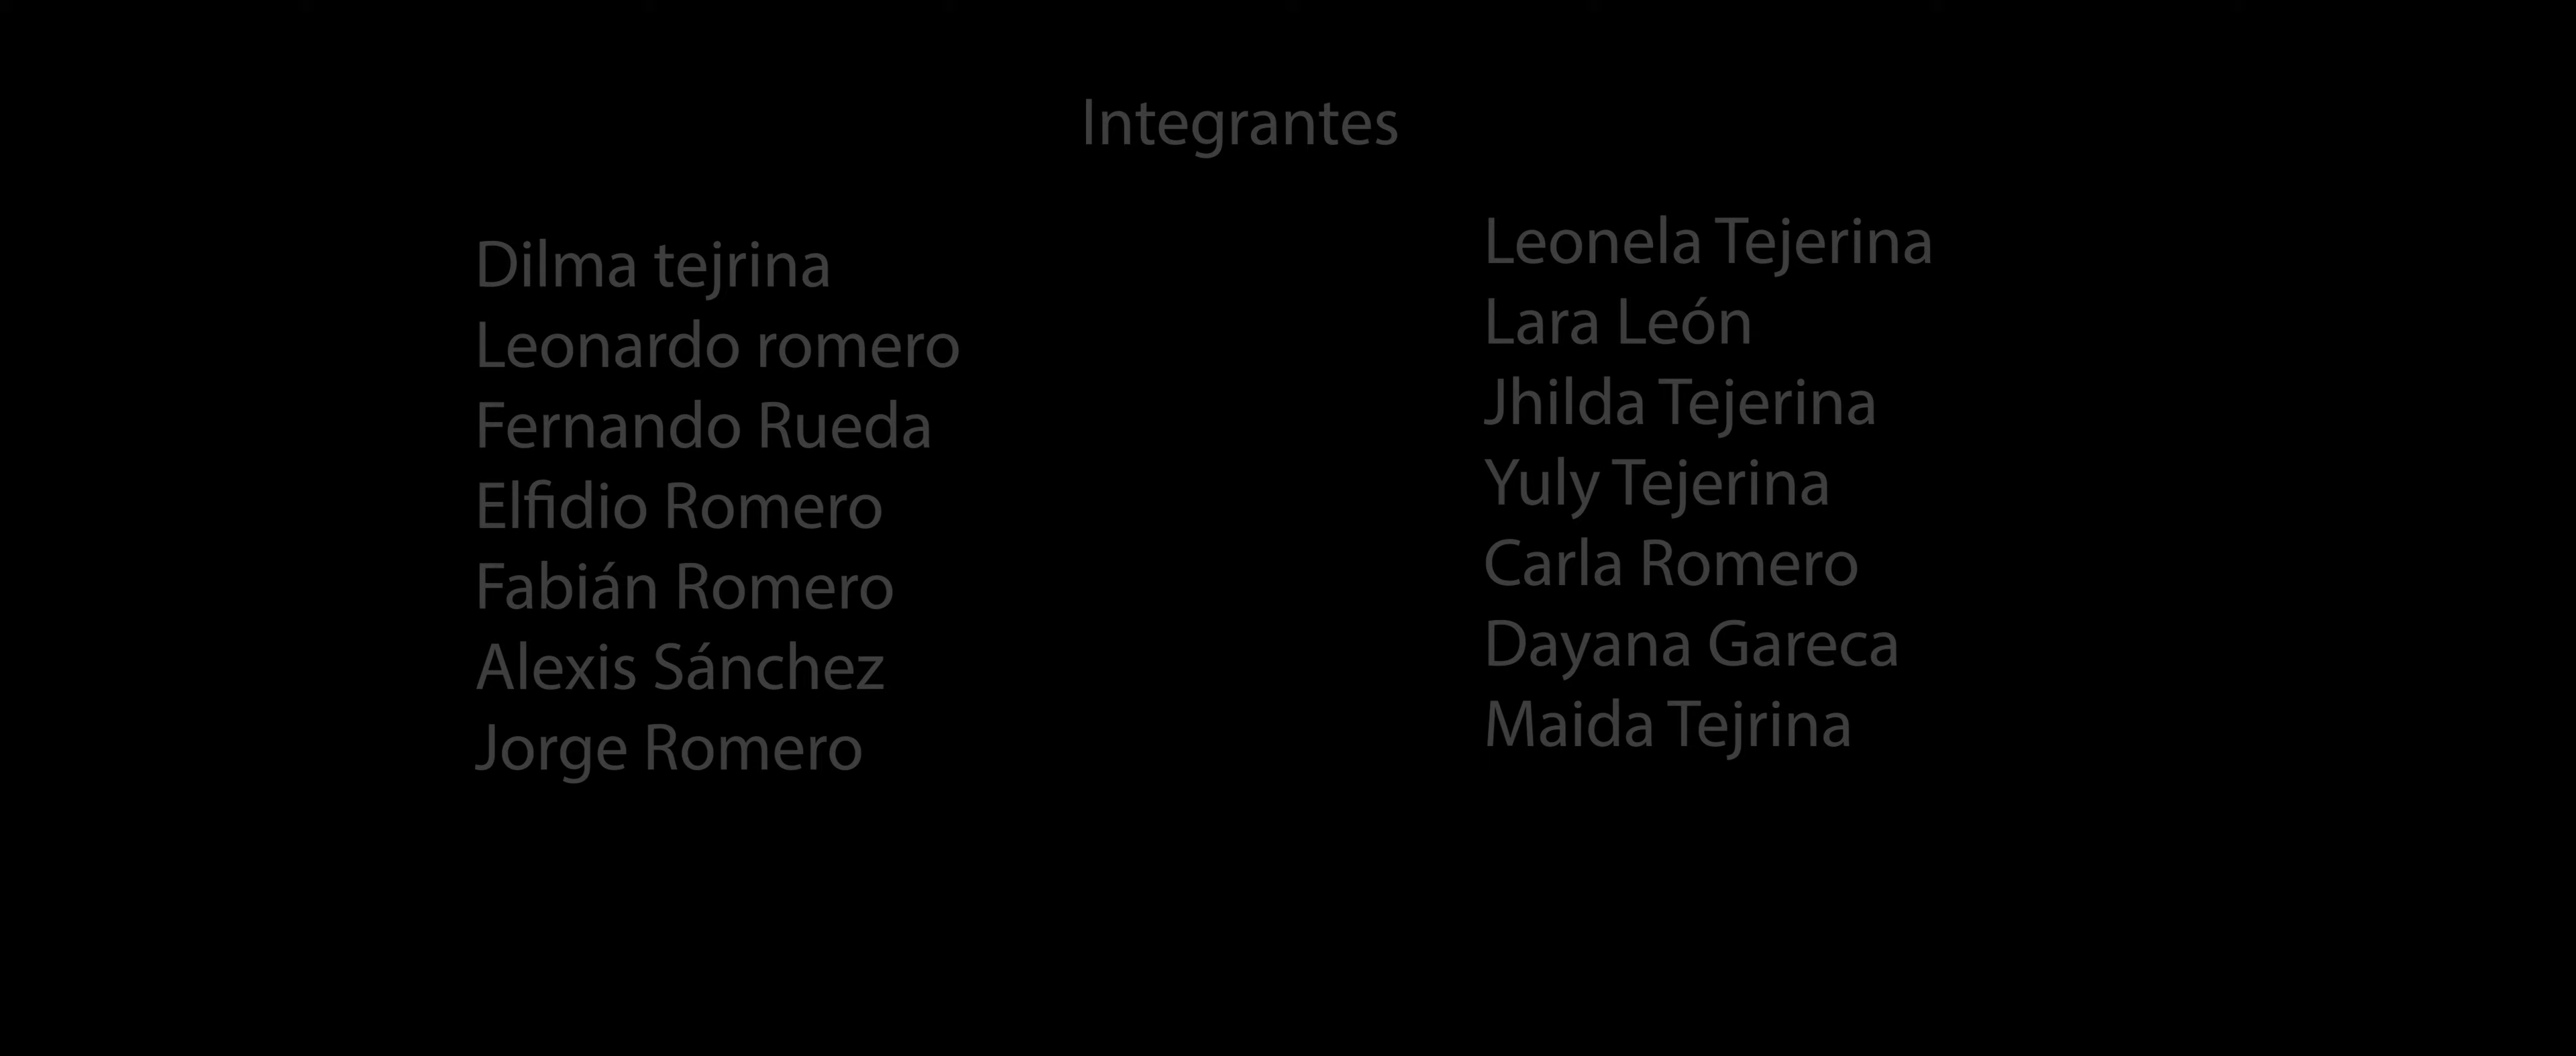 Integrantes
Dilma tejrina
Leonardo romero
Fernando Rueda
Elfidio Romero
Fabián Romero
Alexis Sánchez
Jorge Romero
Leonela Tejerina
Lara León
Jhilda Tejerina
Yuly Tejerina
Carla Romero
Dayana Gareca
Maida Tejrina